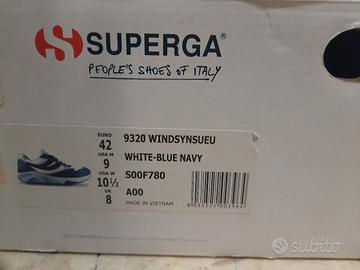 SUPERGA®
PEOPLE'S SHOES OF ITALY
EURO
42
USA M
9
USA W
10½
UK
8
9320 WINDSYNSUEU
WHITE-BLUE NAVY
S00F780
A00
MADE IN VIETNAM
subito